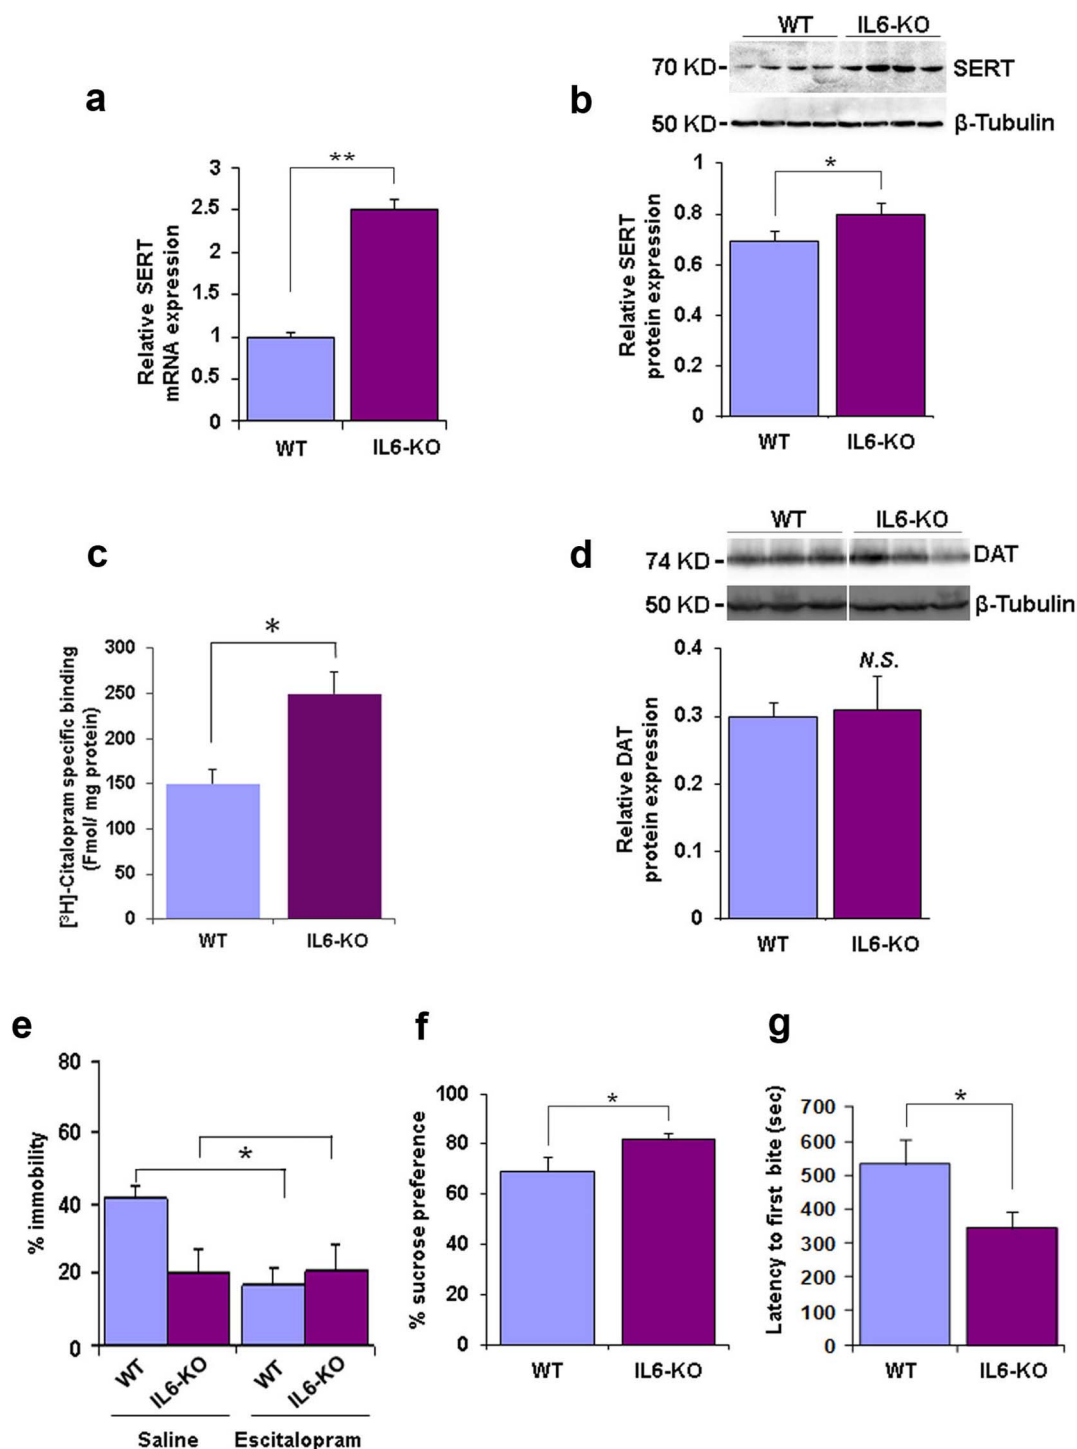 a
**
3
2.5
2
1.5
1
0.5
0
Relative SERT
mRNA expression
WT IL6-KO
b
WT IL6-KO
70 KD SERT
50 KD β-Tubulin
*
1
0.8
0.6
0.4
0.2
0
Relative SERT
protein expression
WT IL6-KO
c
*
300
250
200
150
100
50
0
[³H]-Citalopram specific binding
(Fmol/ mg protein)
WT IL6-KO
d
WT IL6-KO
74 KD DAT
50 KD β-Tubulin
N.S.
0.4
0.3
0.2
0.1
0
Relative DAT
protein expression
WT IL6-KO
e
80
60
40
20
0
% immobility
*
WT IL6-KO WT IL6-KO
Saline Escitalopram
f
*
100
80
60
40
20
0
% sucrose preference
WT IL6-KO
g
*
700
600
500
400
300
200
100
0
Latency to first bite (sec)
WT IL6-KO